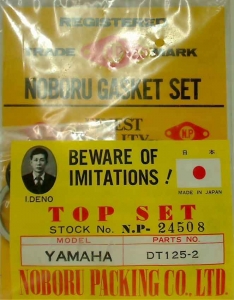 REGISTERED
TRADE MARK
NOBORU GASKET SET
BEWARE OF
IMITATIONS!
日本
MADE IN JAPAN
I.DENO
TOP SET
STOCK No. N.P- 24508
MODEL PARTS NO.
YAMAHA DT125-2
NOBORU PACKING CO., LTD.